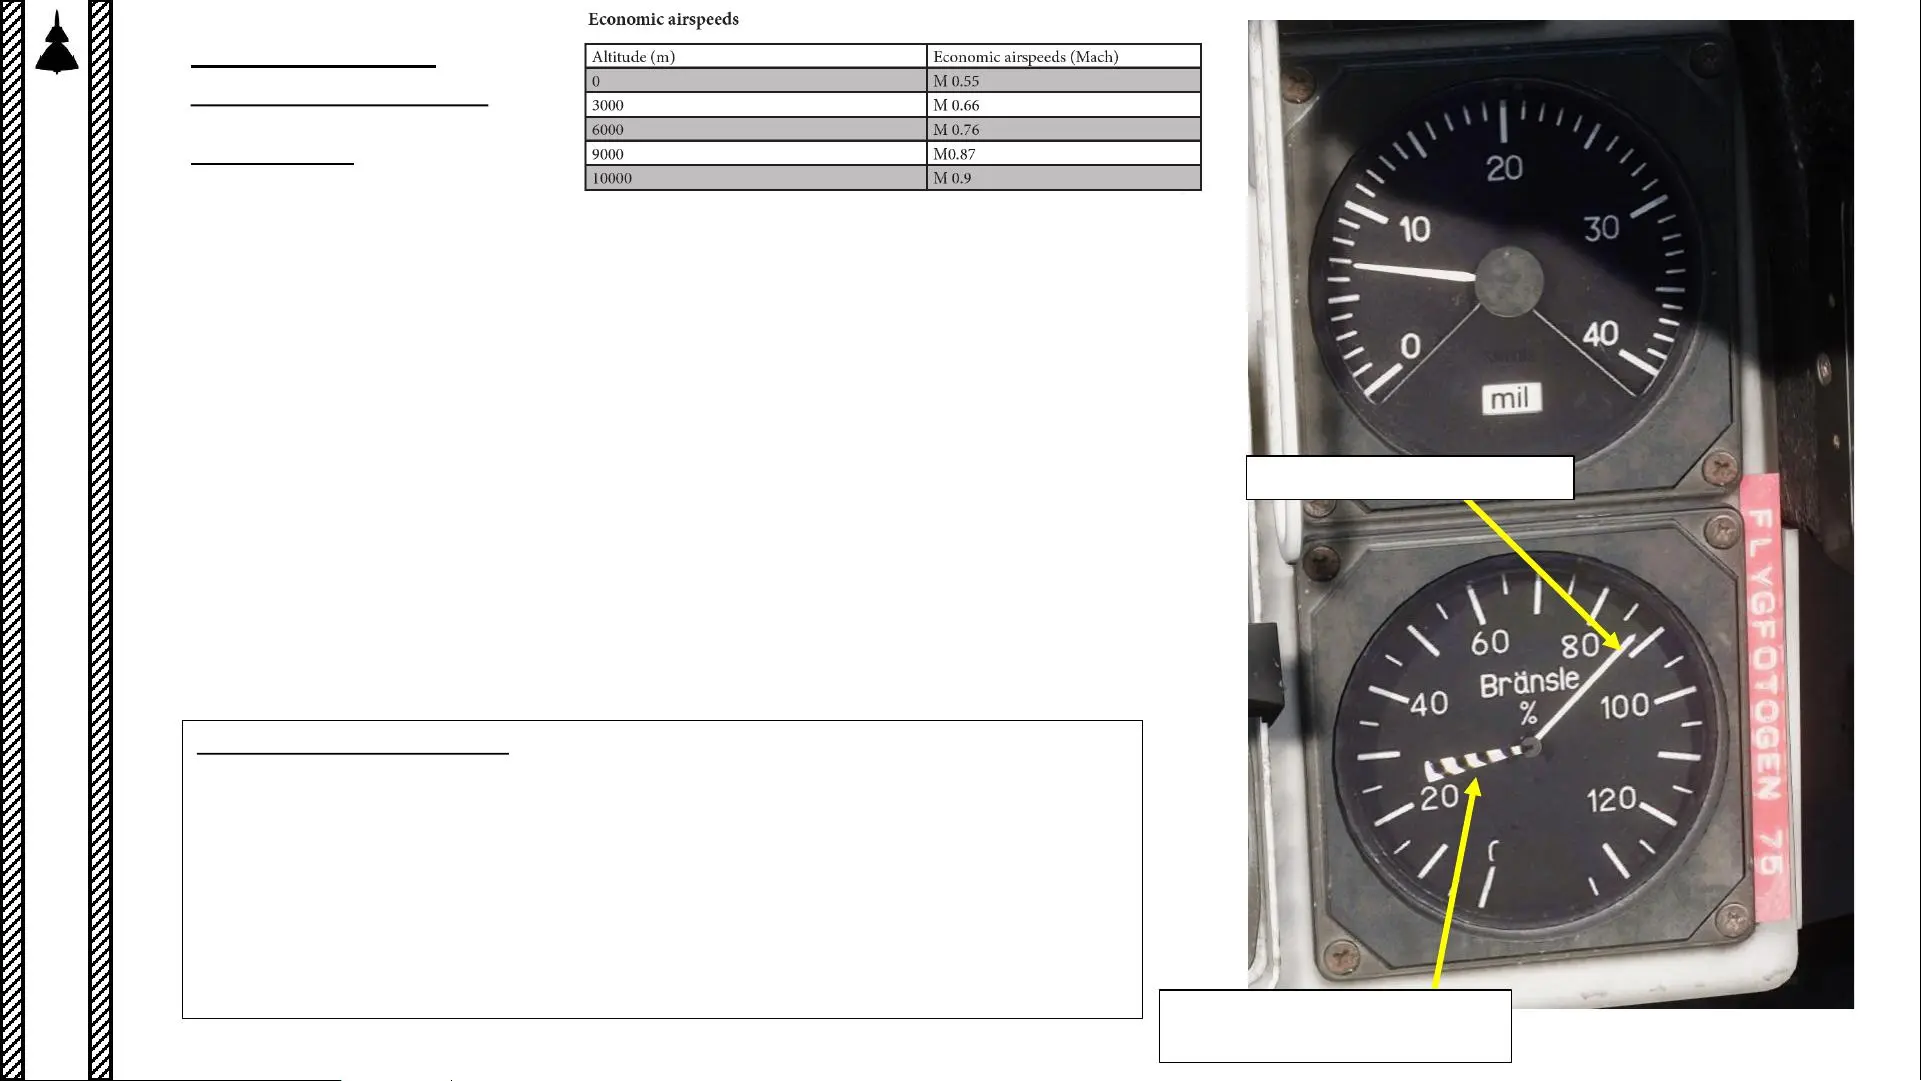 Economic airspeeds
Altitude (m) Economic airspeeds (Mach)
0 M 0.55
3000 M 0.66
6000 M 0.76
9000 M0.87
10000 M 0.9
20
10
30
0
40
mil
60
80
Bränsle
%
40
100
20
120
FLYGFOTOGEN 75